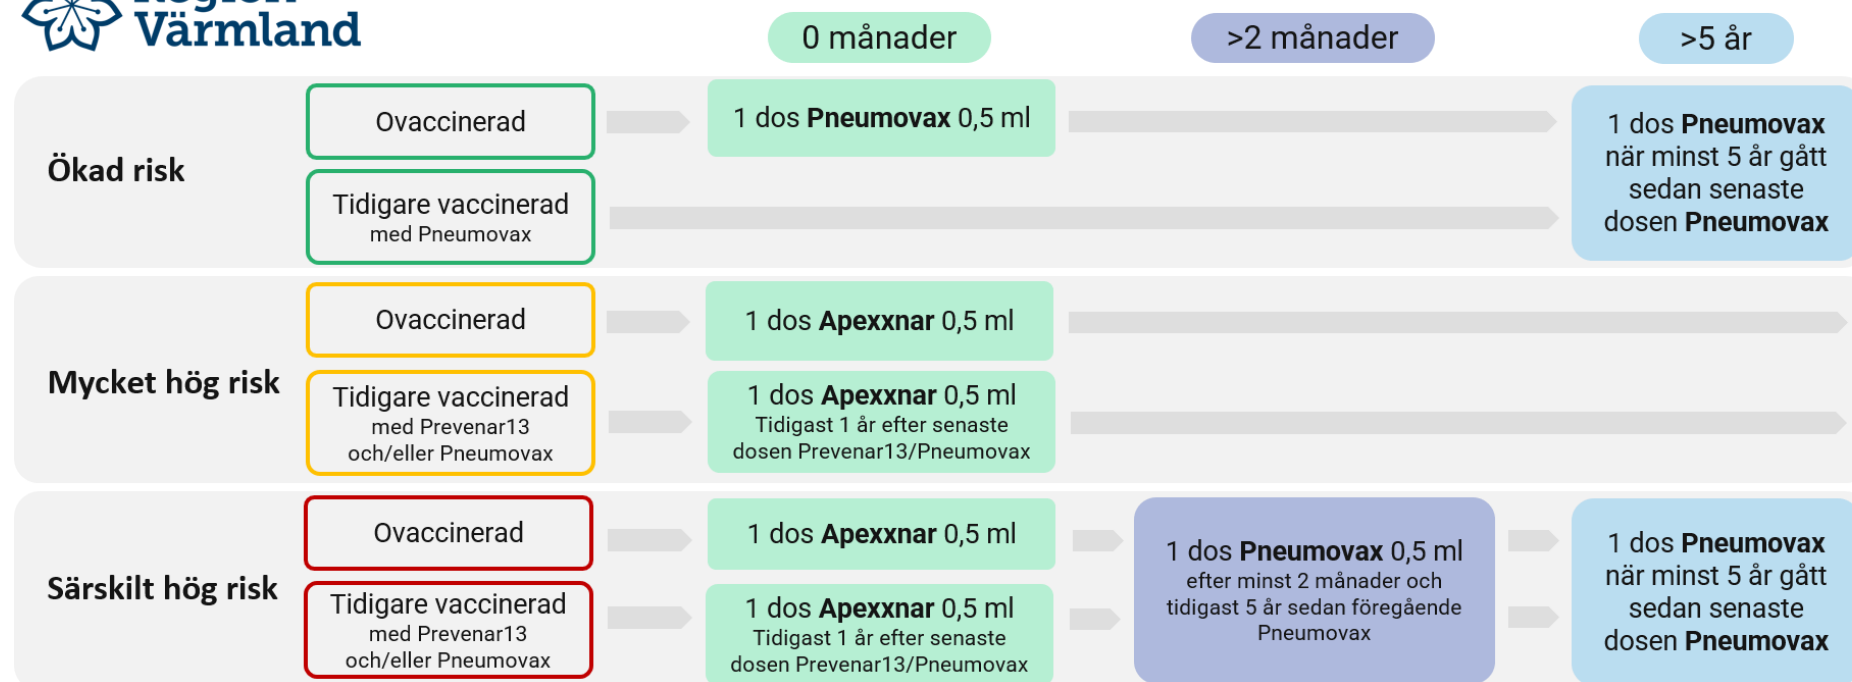 Region
Värmland
0 månader
>2 månader
>5 år
Ökad risk
Ovaccinerad
1 dos Pneumovax 0,5 ml
Tidigare vaccinerad
med Pneumovax
1 dos Pneumovax
när minst 5 år gått
sedan senaste
dosen Pneumovax
Mycket hög risk
Ovaccinerad
1 dos Apexxnar 0,5 ml
Tidigare vaccinerad
med Prevenar13
och/eller Pneumovax
1 dos Apexxnar 0,5 ml
Tidigast 1 år efter senaste
dosen Prevenar13/Pneumovax
Särskilt hög risk
Ovaccinerad
1 dos Apexxnar 0,5 ml
Tidigare vaccinerad
med Prevenar13
och/eller Pneumovax
1 dos Apexxnar 0,5 ml
Tidigast 1 år efter senaste
dosen Prevenar13/Pneumovax
1 dos Pneumovax 0,5 ml
efter minst 2 månader och
tidigast 5 år sedan föregående
Pneumovax
1 dos Pneumovax
när minst 5 år gått
sedan senaste
dosen Pneumovax